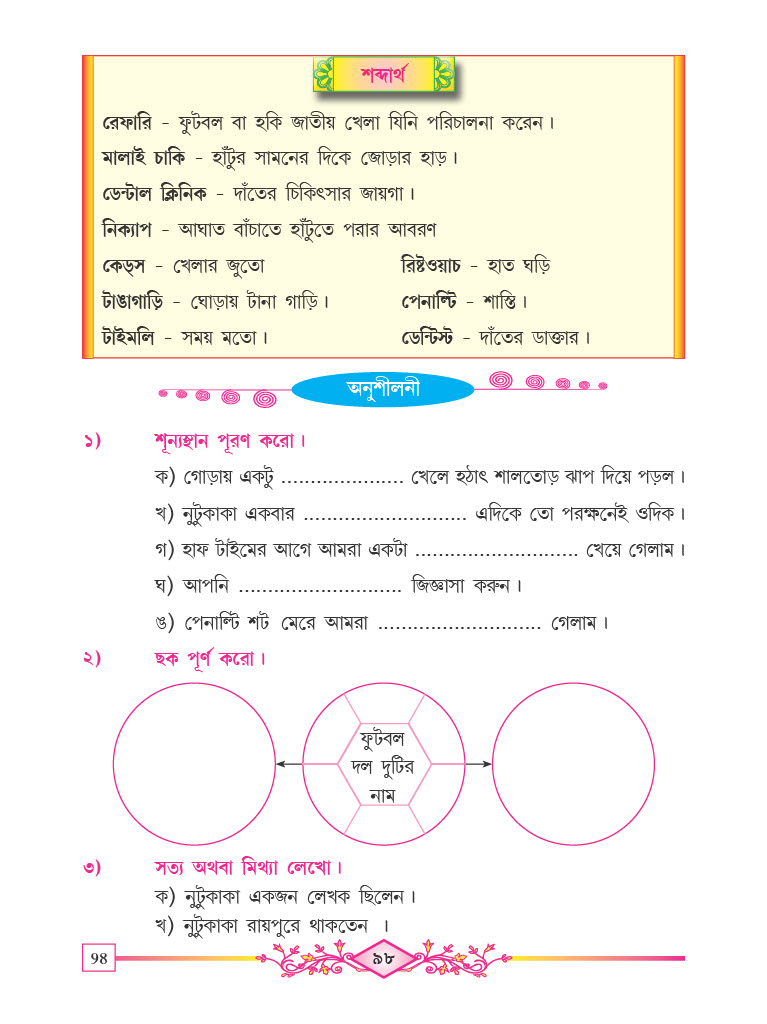 শব্দার্থ
রেফারি - ফুটবল বা হকি জাতীয় খেলা যিনি পরিচালনা করেন।
মালাই চাকি - হাঁটুর সামনের দিকে জোড়ার হাড়।
ডেন্টাল ক্লিনিক - দাঁতের চিকিৎসার জায়গা।
নিক্যাপ - আঘাত বাঁচাতে হাঁটুতে পরার আবরণ
কেড্‌স - খেলার জুতো রিষ্টওয়াচ - হাত ঘড়ি
টাঙাগাড়ি - ঘোড়ায় টানা গাড়ি। পেনাল্টি - শাস্তি।
টাইমলি - সময় মতো। ডেন্টিস্ট - দাঁতের ডাক্তার।
অনুশীলনী
১) শূন্যস্থান পূরণ করো।
ক) গোড়ায় একটু ..................... খেলে হঠাৎ শালতোড় ঝাপ দিয়ে পড়ল।
খ) নুটুকাকা একবার ............................ এদিকে তো পরক্ষনেই ওদিক।
গ) হাফ টাইমের আগে আমরা একটা ............................ খেয়ে গেলাম।
ঘ) আপনি ............................ জিজ্ঞাসা করুন।
ঙ) পেনাল্টি শট মেরে আমরা ............................ গেলাম।
২) ছক পূর্ণ করো।
ফুটবল
দল দুটির
নাম
৩) সত্য অথবা মিথ্যা লেখো।
ক) নুটুকাকা একজন লেখক ছিলেন।
খ) নুটুকাকা রায়পুরে থাকতেন ।
98 ৯৮